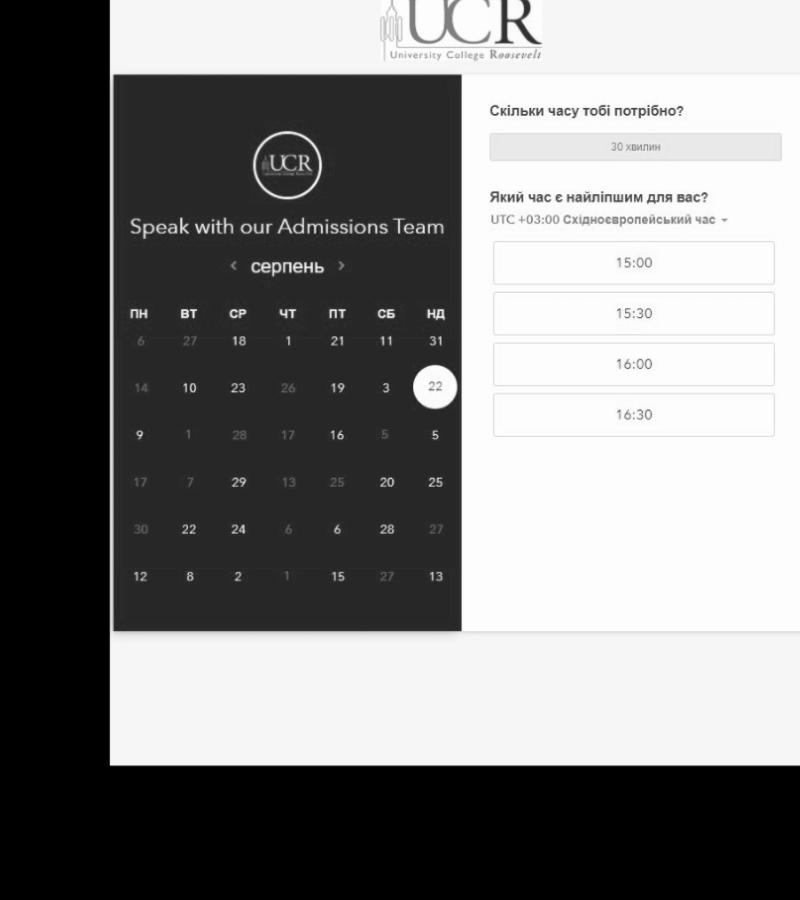 UCR
University College Roosevelt
UCR
Speak with our Admissions Team
‹ серпень ›
ПН ВТ СР ЧТ ПТ СБ НД
6 27 18 1 21 11 31
14 10 23 26 19 3 22
9 1 28 17 16 5 5
17 7 29 13 25 20 25
30 22 24 6 6 28 27
12 8 2 1 15 27 13
Скільки часу тобі потрібно?
30 хвилин
Який час є найліпшим для вас?
UTC +03:00 Східноєвропейський час
15:00
15:30
16:00
16:30